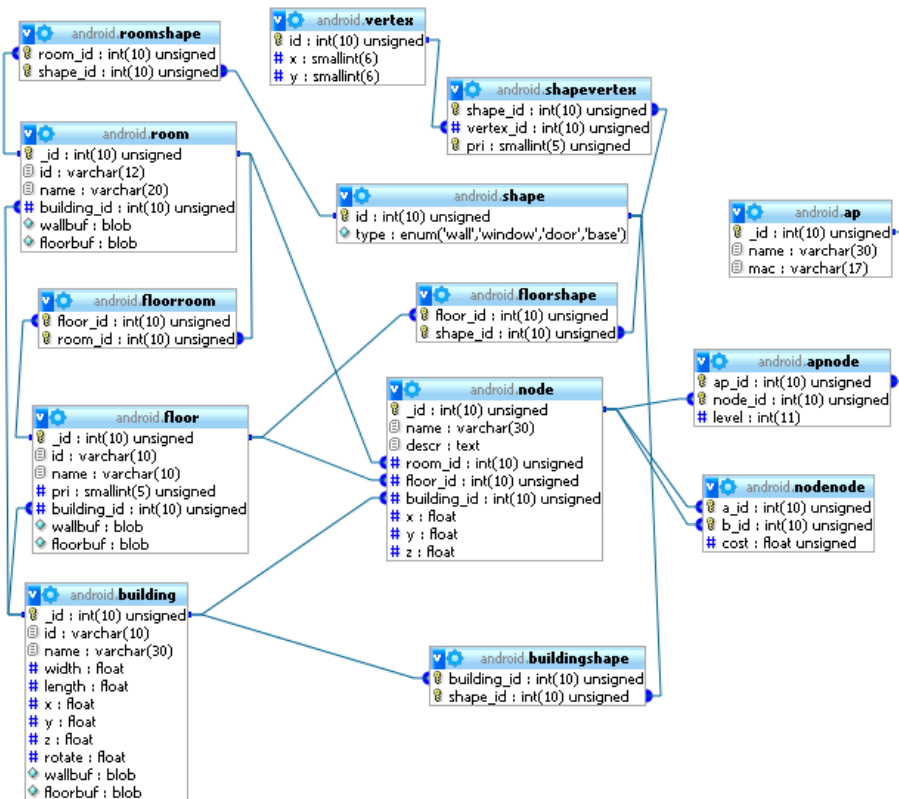 android.roomshape
room_id : int(10) unsigned
shape_id : int(10) unsigned
android.vertex
id : int(10) unsigned
# x : smallint(6)
# y : smallint(6)
android.shapevertex
shape_id : int(10) unsigned
# vertex_id : int(10) unsigned
pri : smallint(5) unsigned
android.room
_id : int(10) unsigned
id : varchar(12)
name : varchar(20)
# building_id : int(10) unsigned
wallbuf : blob
floorbuf : blob
android.shape
id : int(10) unsigned
type : enum('wall','window','door','base')
android.ap
_id : int(10) unsigned
name : varchar(30)
mac : varchar(17)
android.floorroom
floor_id : int(10) unsigned
room_id : int(10) unsigned
android.floorshape
floor_id : int(10) unsigned
shape_id : int(10) unsigned
android.apnode
ap_id : int(10) unsigned
node_id : int(10) unsigned
# level : int(11)
android.floor
_id : int(10) unsigned
id : varchar(10)
name : varchar(10)
# pri : smallint(5) unsigned
# building_id : int(10) unsigned
wallbuf : blob
floorbuf : blob
android.node
_id : int(10) unsigned
name : varchar(30)
descr : text
# room_id : int(10) unsigned
# floor_id : int(10) unsigned
# building_id : int(10) unsigned
# x : float
# y : float
# z : float
android.nodenode
a_id : int(10) unsigned
b_id : int(10) unsigned
# cost : float unsigned
android.building
_id : int(10) unsigned
id : varchar(10)
name : varchar(30)
# width : float
# length : float
# x : float
# y : float
# z : float
# rotate : float
wallbuf : blob
floorbuf : blob
android.buildingshape
building_id : int(10) unsigned
shape_id : int(10) unsigned